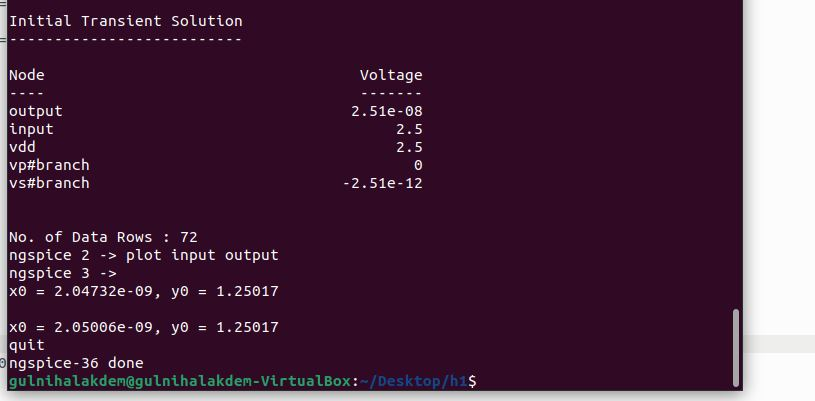 Initial Transient Solution
--------------------------
Node Voltage
---- -------
output 2.51e-08
input 2.5
vdd 2.5
vp#branch 0
vs#branch -2.51e-12
No. of Data Rows : 72
ngspice 2 -> plot input output
ngspice 3 ->
x0 = 2.04732e-09, y0 = 1.25017
x0 = 2.05006e-09, y0 = 1.25017
quit
ngspice-36 done
gulnihalakdem@gulnihalakdem-VirtualBox:~/Desktop/h1$